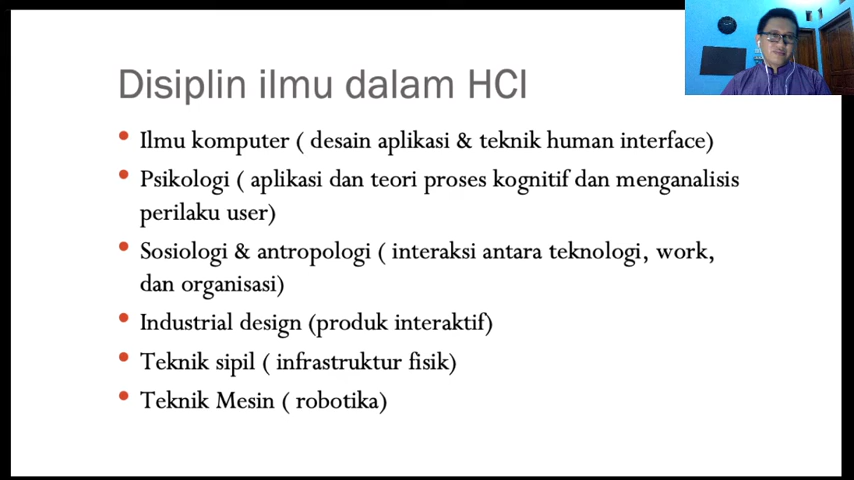 Disiplin ilmu dalam HCI
• Ilmu komputer ( desain aplikasi & teknik human interface)
• Psikologi ( aplikasi dan teori proses kognitif dan menganalisis
perilaku user)
• Sosiologi & antropologi ( interaksi antara teknologi, work,
dan organisasi)
• Industrial design (produk interaktif)
• Teknik sipil ( infrastruktur fisik)
• Teknik Mesin ( robotika)